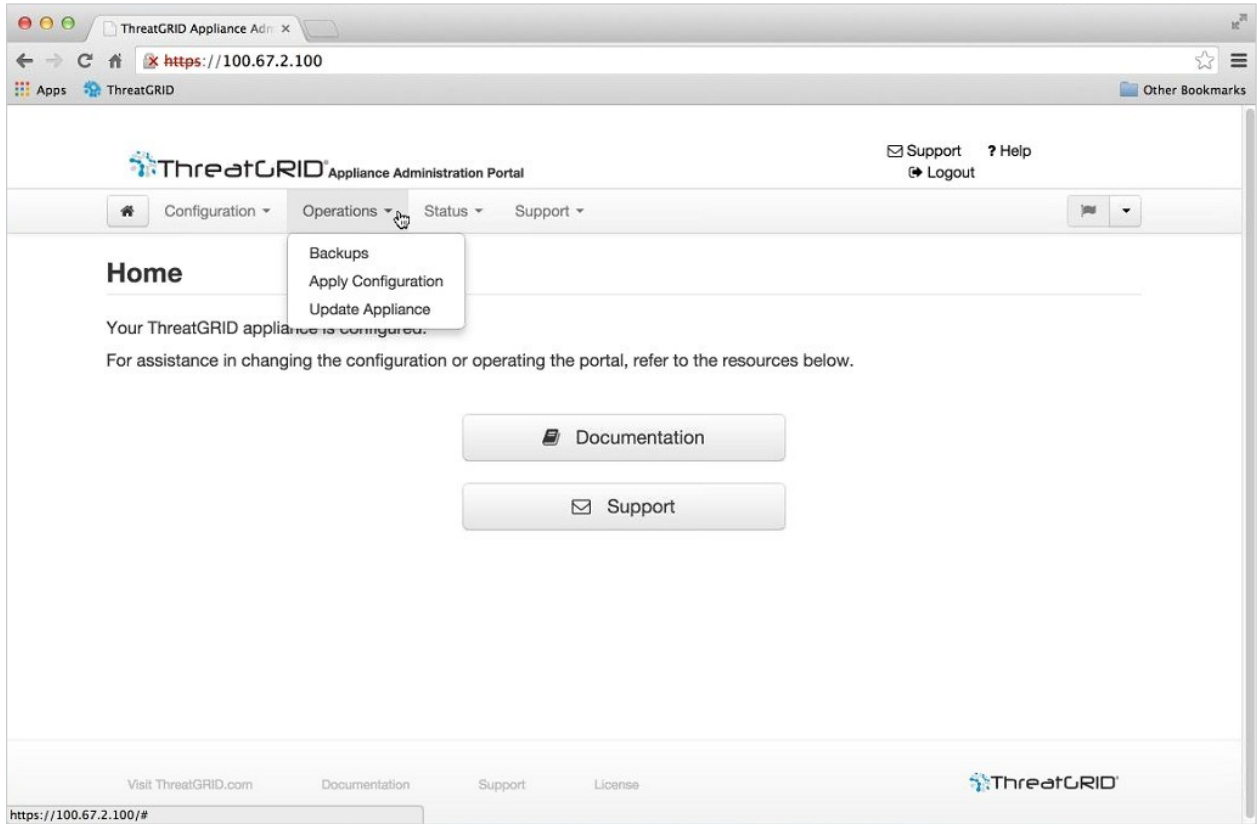 ThreatGRID Appliance Adm
https://100.67.2.100
Apps ThreatGRID Other Bookmarks
ThreatGRID® Appliance Administration Portal
Support ? Help
Logout
Configuration Operations Status Support
Backups
Apply Configuration
Update Appliance
Home
Your ThreatGRID appliance is configured.
For assistance in changing the configuration or operating the portal, refer to the resources below.
Documentation
Support
Visit ThreatGRID.com Documentation Support License ThreatGRID®
https://100.67.2.100/#